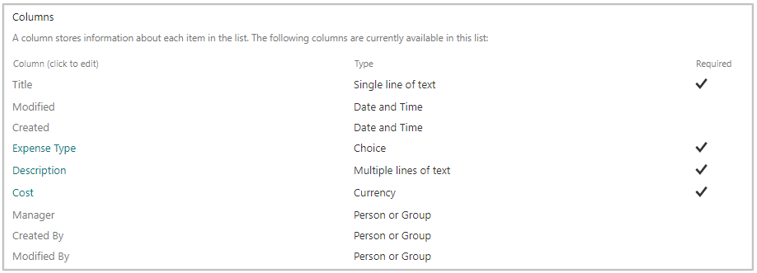 Columns
A column stores information about each item in the list. The following columns are currently available in this list:
Column (click to edit) Type Required
Title Single line of text ✓
Modified Date and Time
Created Date and Time
Expense Type Choice ✓
Description Multiple lines of text ✓
Cost Currency ✓
Manager Person or Group
Created By Person or Group
Modified By Person or Group